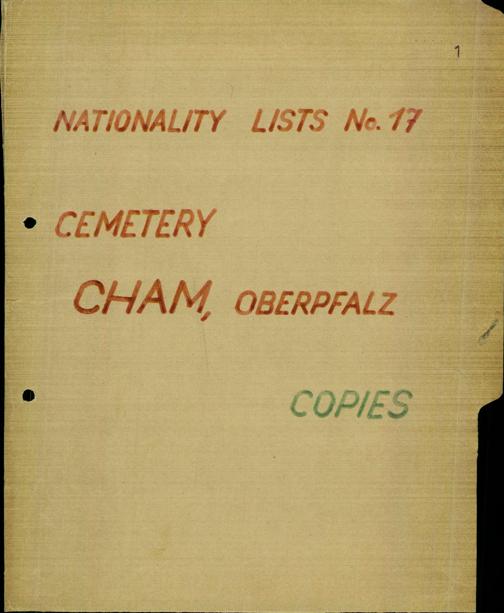 1
NATIONALITY LISTS No. 17
CEMETERY
CHAM, OBERPFALZ
COPIES